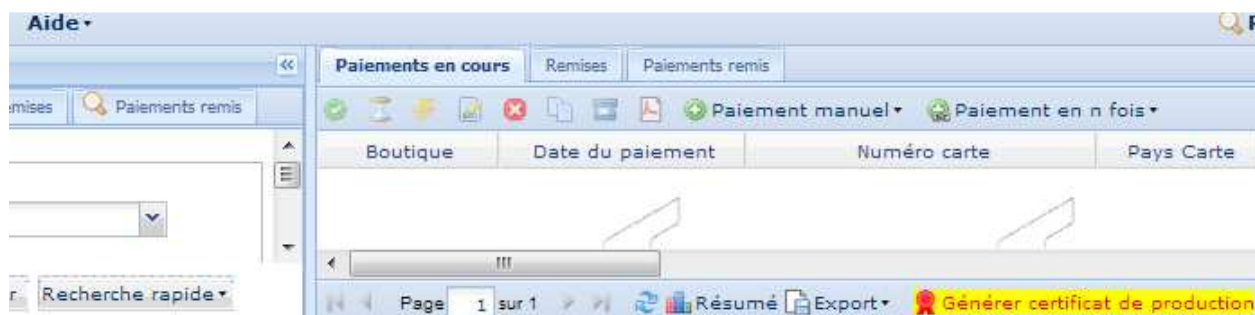 Aide
Paiements en cours Remises Paiements remis
Paiements remis
Paiement manuel Paiement en n fois
Boutique Date du paiement Numéro carte Pays Carte
Recherche rapide
Page 1 sur 1 Résumé Export Générer certificat de production